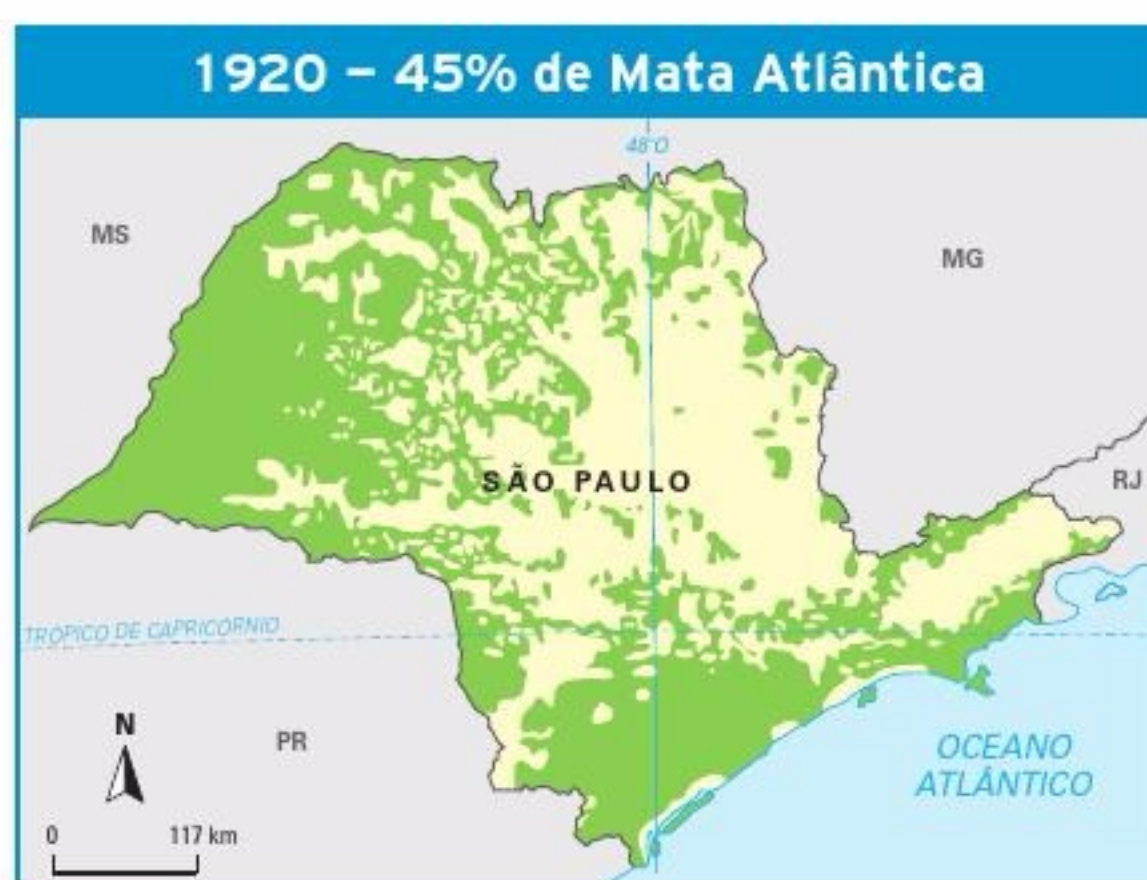 1920 – 45% de Mata Atlântica
48°O
MS
MG
SÃO PAULO
RJ
TRÓPICO DE CAPRICÓRNIO
N
PR
OCEANO
ATLÂNTICO
0 117 km